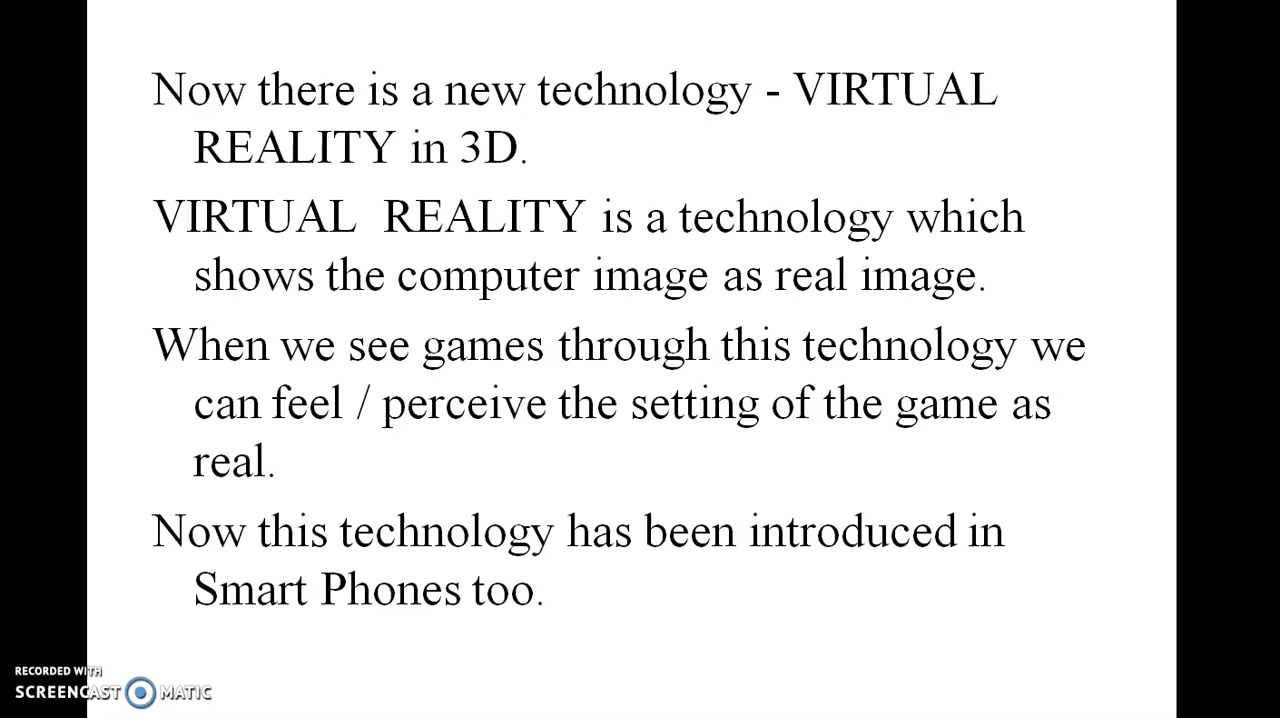 Now there is a new technology - VIRTUAL
REALITY in 3D.
VIRTUAL REALITY is a technology which
shows the computer image as real image.
When we see games through this technology we
can feel / perceive the setting of the game as
real.
Now this technology has been introduced in
Smart Phones too.
RECORDED WITH
SCREENCAST MATIC